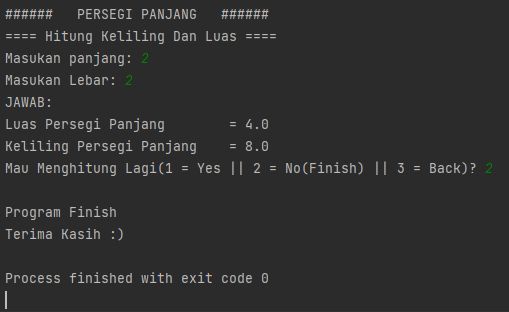 ######   PERSEGI PANJANG   ######
==== Hitung Keliling Dan Luas ====
Masukan panjang: 2
Masukan Lebar: 2
JAWAB:
Luas Persegi Panjang        = 4.0
Keliling Persegi Panjang    = 8.0
Mau Menghitung Lagi(1 = Yes || 2 = No(Finish) || 3 = Back)? 2
Program Finish
Terima Kasih :)
Process finished with exit code 0